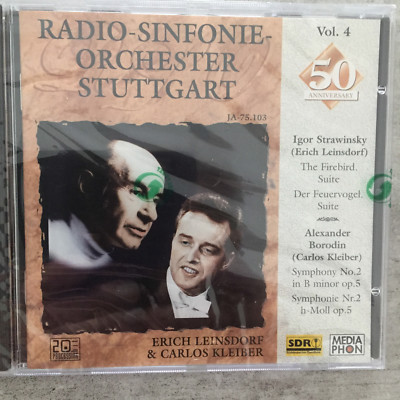 RADIO-SINFONIE-
ORCHESTER
STUTTGART
JA-75.103
Vol. 4
50
ANNIVERSARY
Igor Strawinsky
(Erich Leinsdorf)
The Firebird.
Suite
Der Feuervogel.
Suite
Alexander
Borodin
(Carlos Kleiber)
Symphony No.2
in B minor op.5
Symphonie Nr.2
h-Moll op.5
20
PROCESSING
ERICH LEINSDORF
& CARLOS KLEIBER
SDR
MEDIA
PHON